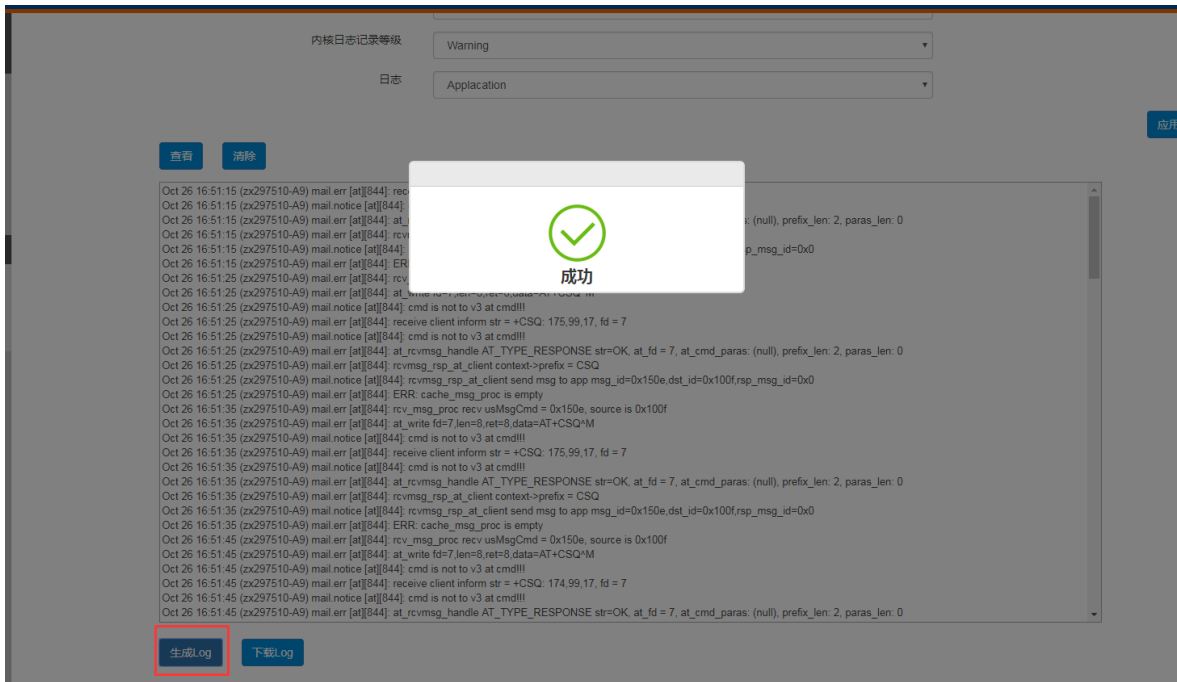 内核日志记录等级
Warning
日志
Applacation
应用
查看
清除
成功
Oct 26 16:51:15 (zx297510-A9) mail.err [at][844]: rec
Oct 26 16:51:15 (zx297510-A9) mail.notice [at][844]:
Oct 26 16:51:15 (zx297510-A9) mail.err [at][844]: at_ : (null), prefix_len: 2, paras_len: 0
Oct 26 16:51:15 (zx297510-A9) mail.err [at][844]: rcv
Oct 26 16:51:15 (zx297510-A9) mail.notice [at][844]: sp_msg_id=0x0
Oct 26 16:51:15 (zx297510-A9) mail.err [at][844]: ER
Oct 26 16:51:25 (zx297510-A9) mail.err [at][844]: rcv_
Oct 26 16:51:25 (zx297510-A9) mail.err [at][844]: at_write fd=7,len=8,ret=8,data=AT+CSQ^M
Oct 26 16:51:25 (zx297510-A9) mail.notice [at][844]: cmd is not to v3 at cmd!!!
Oct 26 16:51:25 (zx297510-A9) mail.err [at][844]: receive client inform str = +CSQ: 175,99,17, fd = 7
Oct 26 16:51:25 (zx297510-A9) mail.notice [at][844]: cmd is not to v3 at cmd!!!
Oct 26 16:51:25 (zx297510-A9) mail.err [at][844]: at_rcvmsg_handle AT_TYPE_RESPONSE str=OK, at_fd = 7, at_cmd_paras: (null), prefix_len: 2, paras_len: 0
Oct 26 16:51:25 (zx297510-A9) mail.err [at][844]: rcvmsg_rsp_at_client context->prefix = CSQ
Oct 26 16:51:25 (zx297510-A9) mail.notice [at][844]: rcvmsg_rsp_at_client send msg to app msg_id=0x150e,dst_id=0x100f,rsp_msg_id=0x0
Oct 26 16:51:25 (zx297510-A9) mail.err [at][844]: ERR: cache_msg_proc is empty
Oct 26 16:51:35 (zx297510-A9) mail.err [at][844]: rcv_msg_proc recv usMsgCmd = 0x150e, source is 0x100f
Oct 26 16:51:35 (zx297510-A9) mail.err [at][844]: at_write fd=7,len=8,ret=8,data=AT+CSQ^M
Oct 26 16:51:35 (zx297510-A9) mail.notice [at][844]: cmd is not to v3 at cmd!!!
Oct 26 16:51:35 (zx297510-A9) mail.err [at][844]: receive client inform str = +CSQ: 175,99,17, fd = 7
Oct 26 16:51:35 (zx297510-A9) mail.notice [at][844]: cmd is not to v3 at cmd!!!
Oct 26 16:51:35 (zx297510-A9) mail.err [at][844]: at_rcvmsg_handle AT_TYPE_RESPONSE str=OK, at_fd = 7, at_cmd_paras: (null), prefix_len: 2, paras_len: 0
Oct 26 16:51:35 (zx297510-A9) mail.err [at][844]: rcvmsg_rsp_at_client context->prefix = CSQ
Oct 26 16:51:35 (zx297510-A9) mail.notice [at][844]: rcvmsg_rsp_at_client send msg to app msg_id=0x150e,dst_id=0x100f,rsp_msg_id=0x0
Oct 26 16:51:35 (zx297510-A9) mail.err [at][844]: ERR: cache_msg_proc is empty
Oct 26 16:51:45 (zx297510-A9) mail.err [at][844]: rcv_msg_proc recv usMsgCmd = 0x150e, source is 0x100f
Oct 26 16:51:45 (zx297510-A9) mail.err [at][844]: at_write fd=7,len=8,ret=8,data=AT+CSQ^M
Oct 26 16:51:45 (zx297510-A9) mail.notice [at][844]: cmd is not to v3 at cmd!!!
Oct 26 16:51:45 (zx297510-A9) mail.err [at][844]: receive client inform str = +CSQ: 174,99,17, fd = 7
Oct 26 16:51:45 (zx297510-A9) mail.notice [at][844]: cmd is not to v3 at cmd!!!
Oct 26 16:51:45 (zx297510-A9) mail.err [at][844]: at_rcvmsg_handle AT_TYPE_RESPONSE str=OK, at_fd = 7, at_cmd_paras: (null), prefix_len: 2, paras_len: 0
生成Log
下载Log